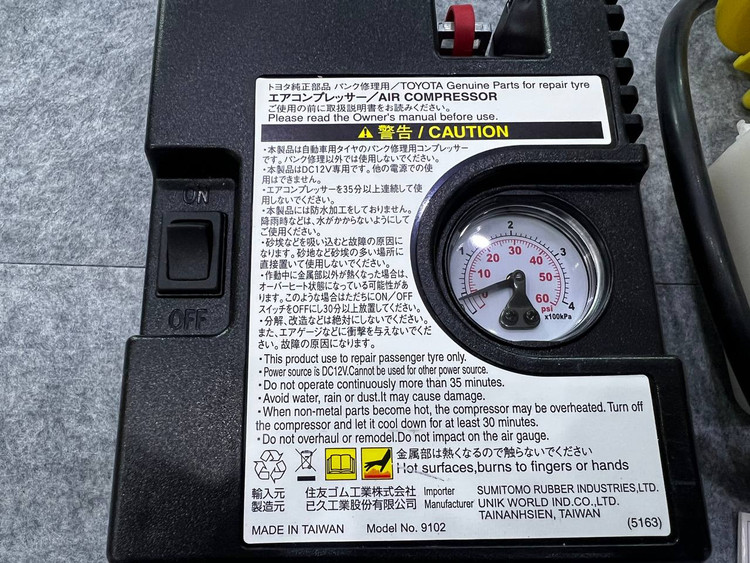 トヨタ純正部品 パンク修理用／TOYOTA Genuine Parts for repair tyre
エアコンプレッサー／AIR COMPRESSOR
ご使用の前に取扱説明書をお読みください。
Please read the Owner's manual before use.
警告 / CAUTION
・本製品は自動車用タイヤのパンク修理用コンプレッサー
です。パンク修理以外では使用しないでください。
・本製品はDC12V専用です。他の電源での使
用はできません。
・エアコンプレッサーを35分以上連続して使
用しないでください。
・本製品には防水加工をしておりません。
降雨時などは、水がかからないようにして
ご使用ください。
・砂埃などを吸い込むと故障の原因に
なります。砂地など砂埃の多い場所に
直接置いて使用しないでください。
・作動中に金属部以外が熱くなった場合は、
オーバーヒート状態になっている可能性があ
ります。このような場合はただちにON／OFF
スイッチをOFFにし30分以上放置してください。
・分解、改造などは絶対にしないでください。
また、エアゲージなどに衝撃を与えないでくだ
さい。故障の原因になります。
・This product use to repair passenger tyre only.
・Power source is DC12V.Cannot be used for other power source.
・Do not operate continuously more than 35 minutes.
・Avoid water, rain or dust.It may cause damage.
・When non-metal parts become hot, the compressor may be overheated. Turn off
the compressor and let it cool down for at least 30 minutes.
・Do not overhaul or remodel.Do not impact on the air gauge.
金属部は熱くなるので触らないでください
Hot surfaces,burns to fingers or hands
輸入元 住友ゴム工業株式会社 Importer SUMITOMO RUBBER INDUSTRIES,LTD.
製造元 已久工業股份有限公司 Manufacturer UNIK WORLD IND.CO.,LTD.
TAINANHSIEN, TAIWAN
MADE IN TAIWAN Model No. 9102 (5163)
ON
OFF
1 2 3 4
0 10 20 30 40 50 60
psi
x100kPa